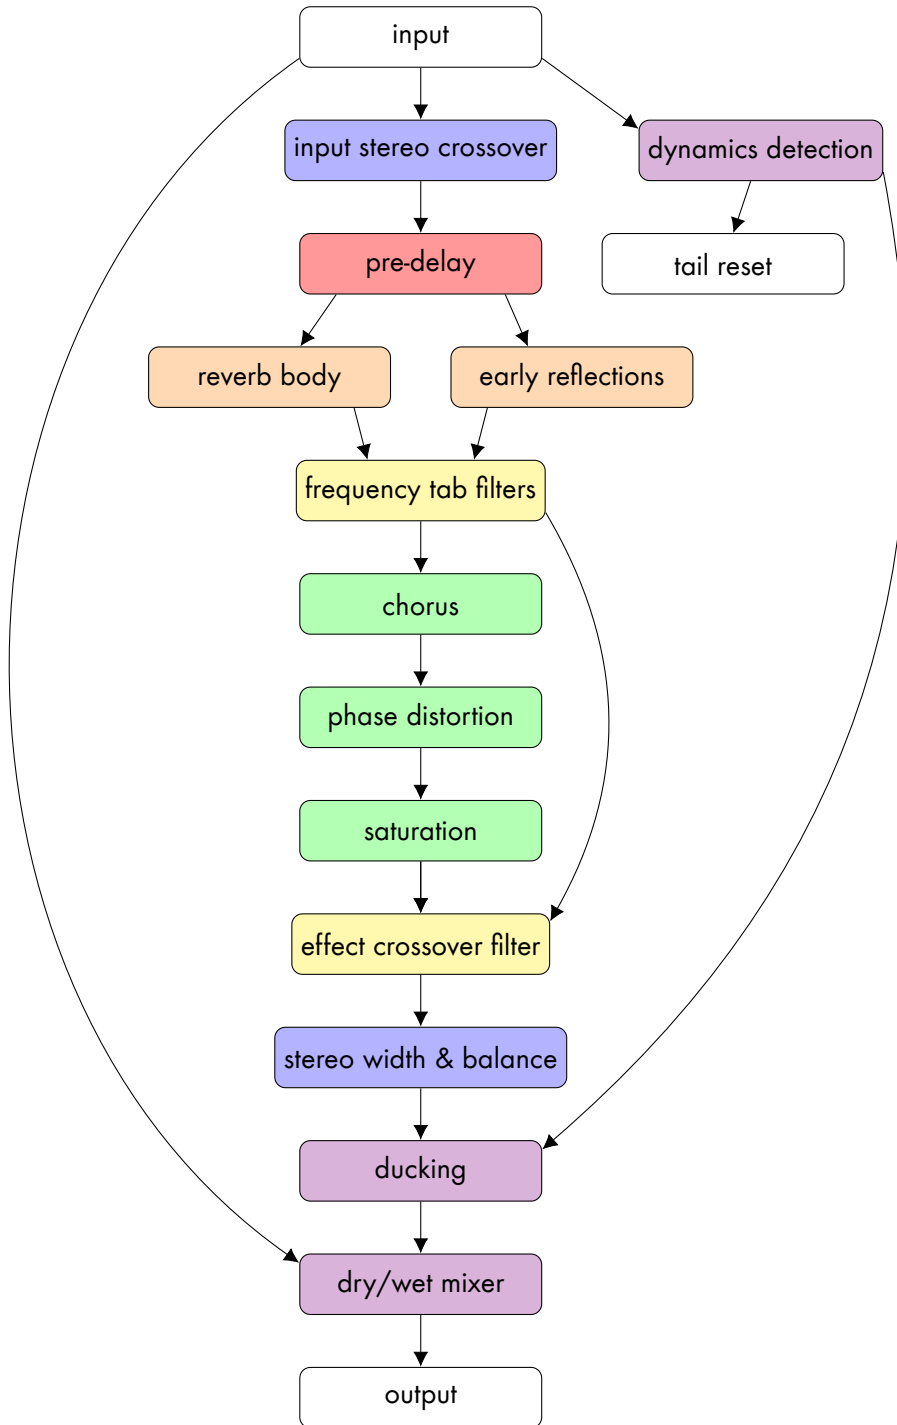 input
input stereo crossover
dynamics detection
pre-delay
tail reset
reverb body
early reflections
frequency tab filters
chorus
phase distortion
saturation
effect crossover filter
stereo width & balance
ducking
dry/wet mixer
output